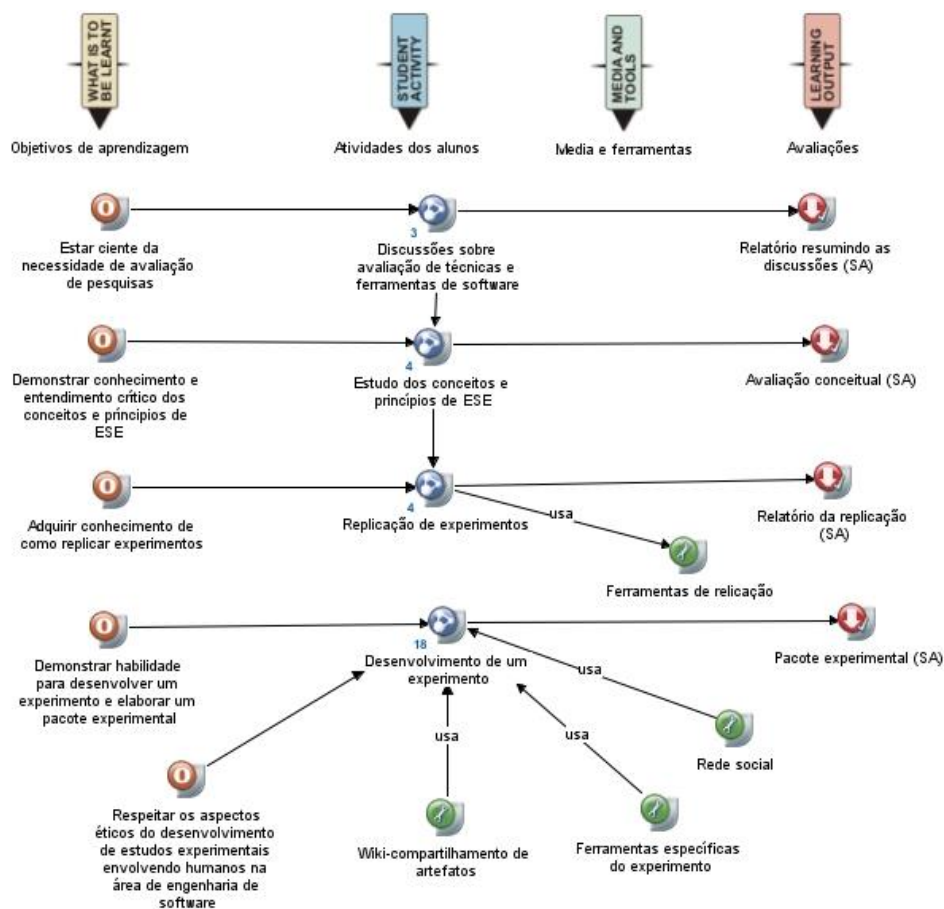 WHAT IS TO
BE LEARNT
STUDENT
ACTIVITY
MEDIA AND
TOOLS
LEARNING
OUTPUT
Objetivos de aprendizagem
Atividades dos alunos
Media e ferramentas
Avaliações
Estar ciente da
necessidade de avaliação
de pesquisas
3
Discussões sobre
avaliação de técnicas e
ferramentas de software
Relatório resumindo as
discussões (SA)
Demonstrar conhecimento e
entendimento crítico dos
conceitos e príncipios de
ESE
4
Estudo dos conceitos e
princípios de ESE
Avaliação conceitual (SA)
Adquirir conhecimento de
como replicar experimentos
4
Replicação de experimentos
usa
Relatório da replicação
(SA)
Ferramentas de relicação
Demonstrar habilidade
para desenvolver um
experimento e elaborar um
pacote experimental
18
Desenvolvimento de um
experimento
Pacote experimental (SA)
usa
usa
usa
Rede social
Respeitar os aspectos
éticos do desenvolvimento
de estudos experimentais
envolvendo humanos na
área de engenharia de
software
Wiki-compartilhamento de
artefatos
Ferramentas específicas
do experimento